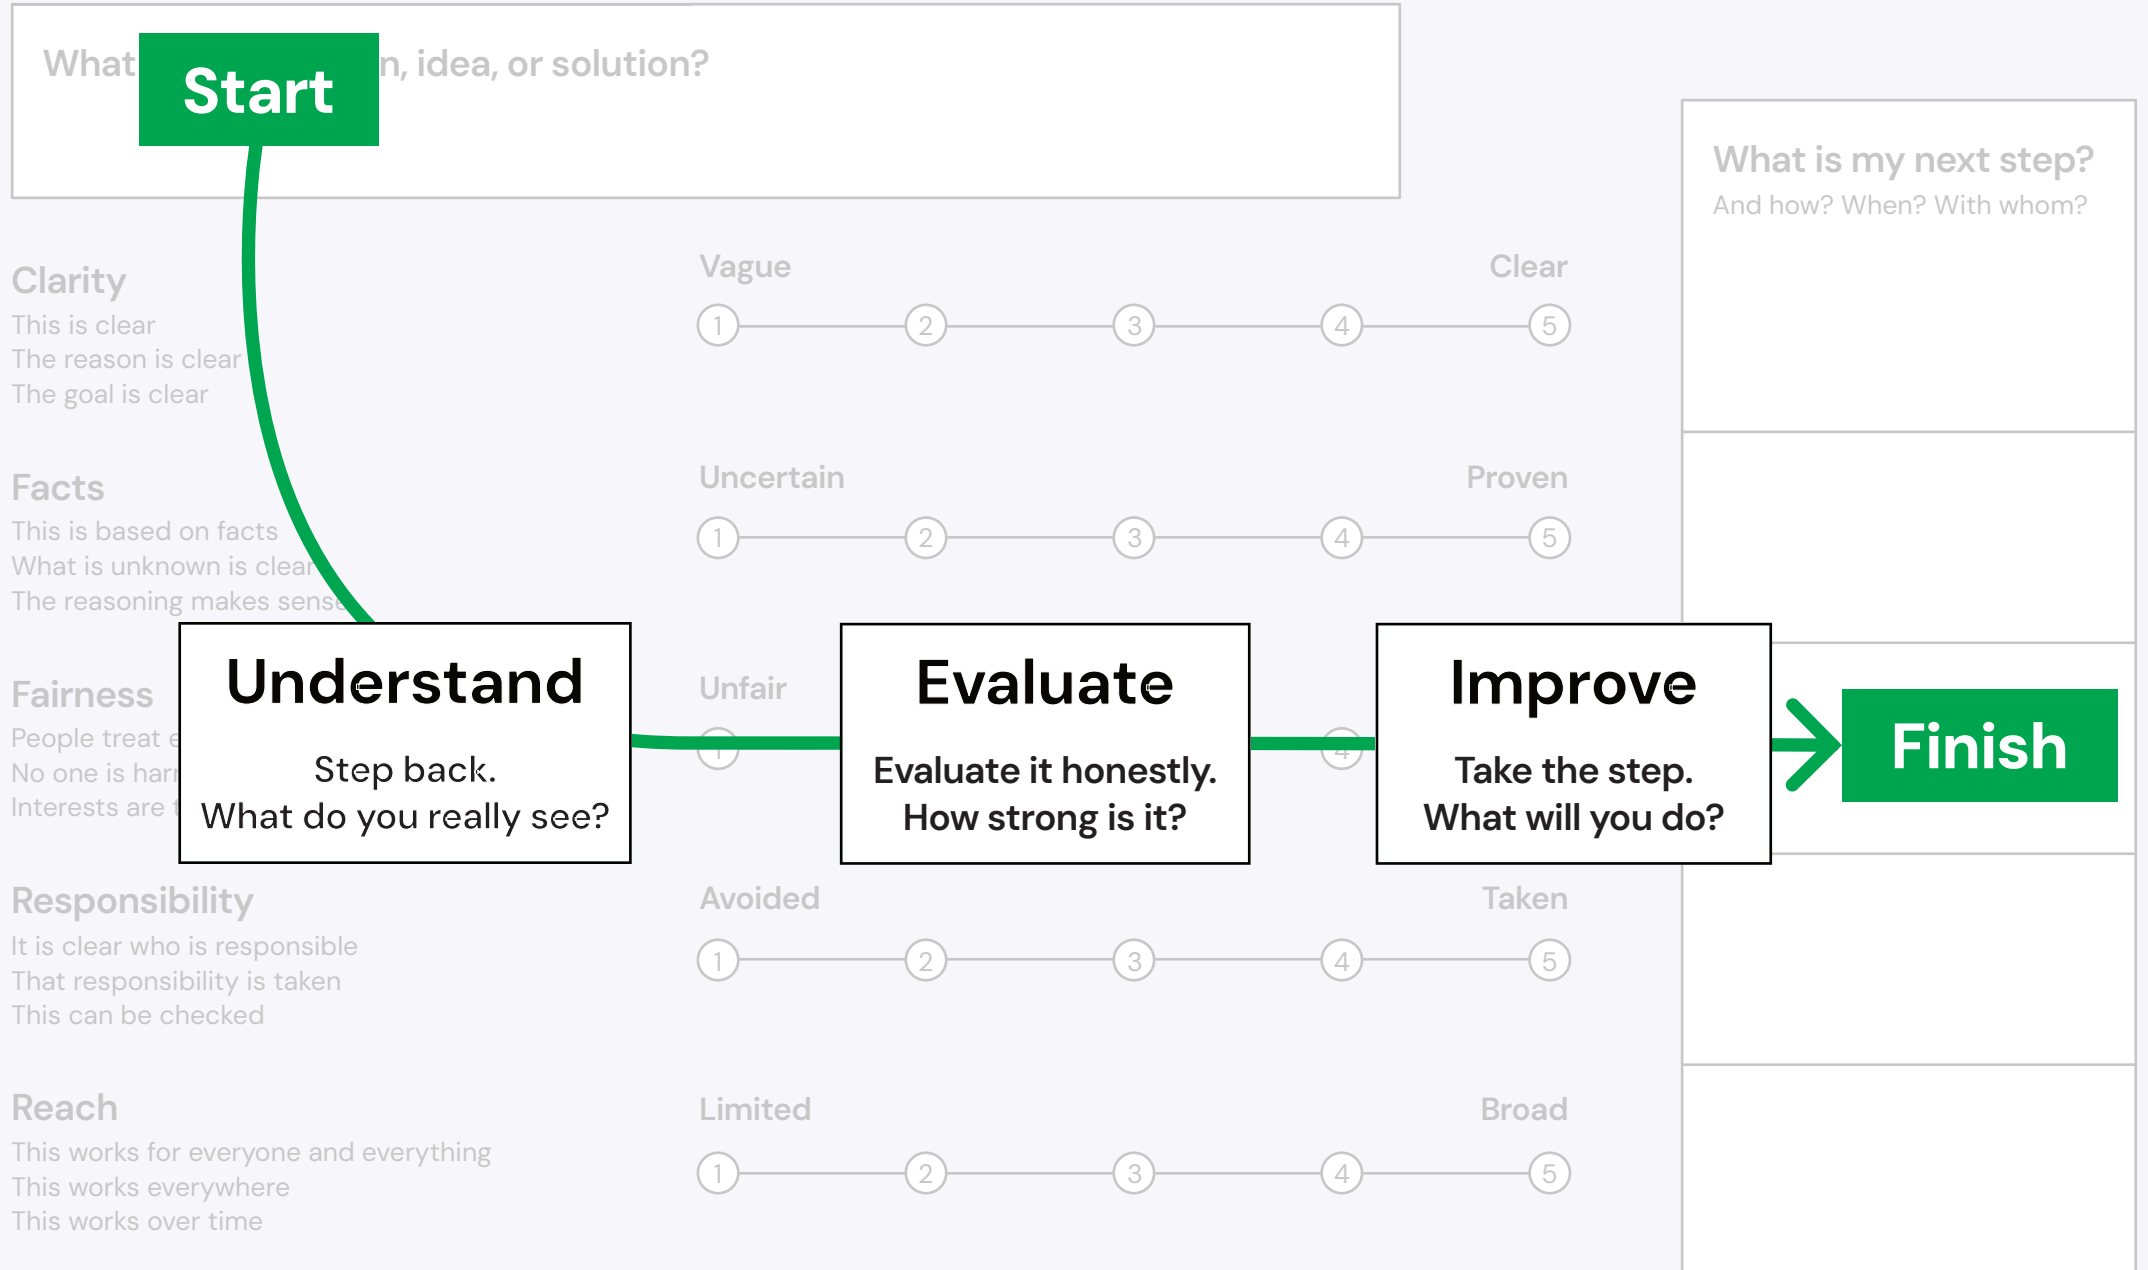 What
Start
n, idea, or solution?
What is my next step?
And how? When? With whom?
Clarity
This is clear
The reason is clear
The goal is clear
Vague
Clear
1 2 3 4 5
Facts
This is based on facts
What is unknown is clear
The reasoning makes sense
Uncertain
Proven
1 2 3 4 5
Fairness
People treat e
No one is harr
Interests are t
Unfair
1
4
Understand
Step back.
What do you really see?
Evaluate
Evaluate it honestly.
How strong is it?
Improve
Take the step.
What will you do?
Finish
Responsibility
It is clear who is responsible
That responsibility is taken
This can be checked
Avoided
Taken
1 2 3 4 5
Reach
This works for everyone and everything
This works everywhere
This works over time
Limited
Broad
1 2 3 4 5